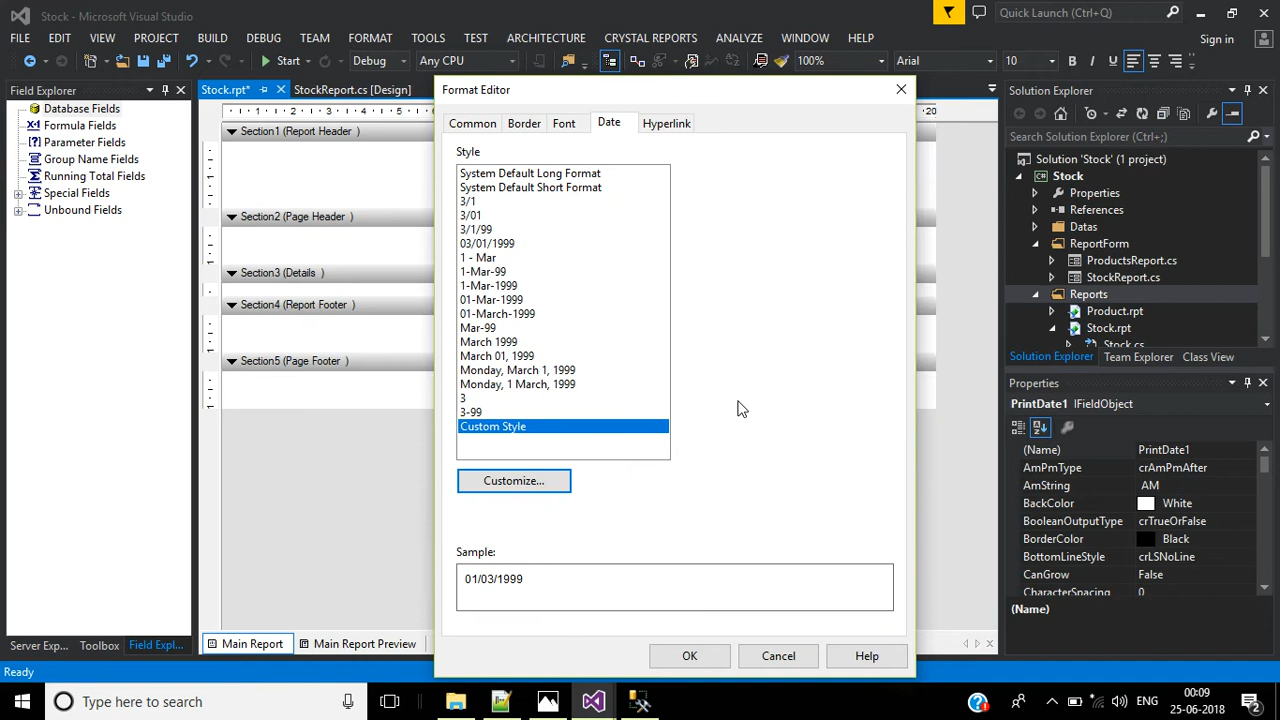 Stock - Microsoft Visual Studio
Quick Launch (Ctrl+Q)
FILE EDIT VIEW PROJECT BUILD DEBUG TEAM FORMAT TOOLS TEST ARCHITECTURE CRYSTAL REPORTS ANALYZE WINDOW HELP
Sign in
Start Debug Any CPU 100% Arial 10 B I U
Field Explorer
Database Fields
Formula Fields
Parameter Fields
Group Name Fields
Running Total Fields
Special Fields
Unbound Fields
Server Exp... Toolbox Field Expl...
Stock.rpt* StockReport.cs [Design]
1 2 3 4 5 20
Section1 (Report Header )
Section2 (Page Header )
Section3 (Details )
Section4 (Report Footer )
Section5 (Page Footer )
Main Report Main Report Preview
Format Editor
Common Border Font Date Hyperlink
Style
System Default Long Format
System Default Short Format
3/1
3/01
3/1/99
03/01/1999
1 - Mar
1-Mar-99
1-Mar-1999
01-Mar-1999
01-March-1999
Mar-99
March 1999
March 01, 1999
Monday, March 1, 1999
Monday, 1 March, 1999
3
3-99
Custom Style
Customize...
Sample:
01/03/1999
OK Cancel Help
Solution Explorer
Search Solution Explorer (Ctrl+;)
Solution 'Stock' (1 project)
Stock
Properties
References
Datas
ReportForm
ProductsReport.cs
StockReport.cs
Reports
Product.rpt
Stock.rpt
Stock.cs
Solution Explorer Team Explorer Class View
Properties
PrintDate1 IFieldObject
(Name) PrintDate1
AmPmType crAmPmAfter
AmString AM
BackColor White
BooleanOutputType crTrueOrFalse
BorderColor Black
BottomLineStyle crLSNoLine
CanGrow False
CharacterSpacing 0
(Name)
Ready
Type here to search
ENG
00:09
25-06-2018
2